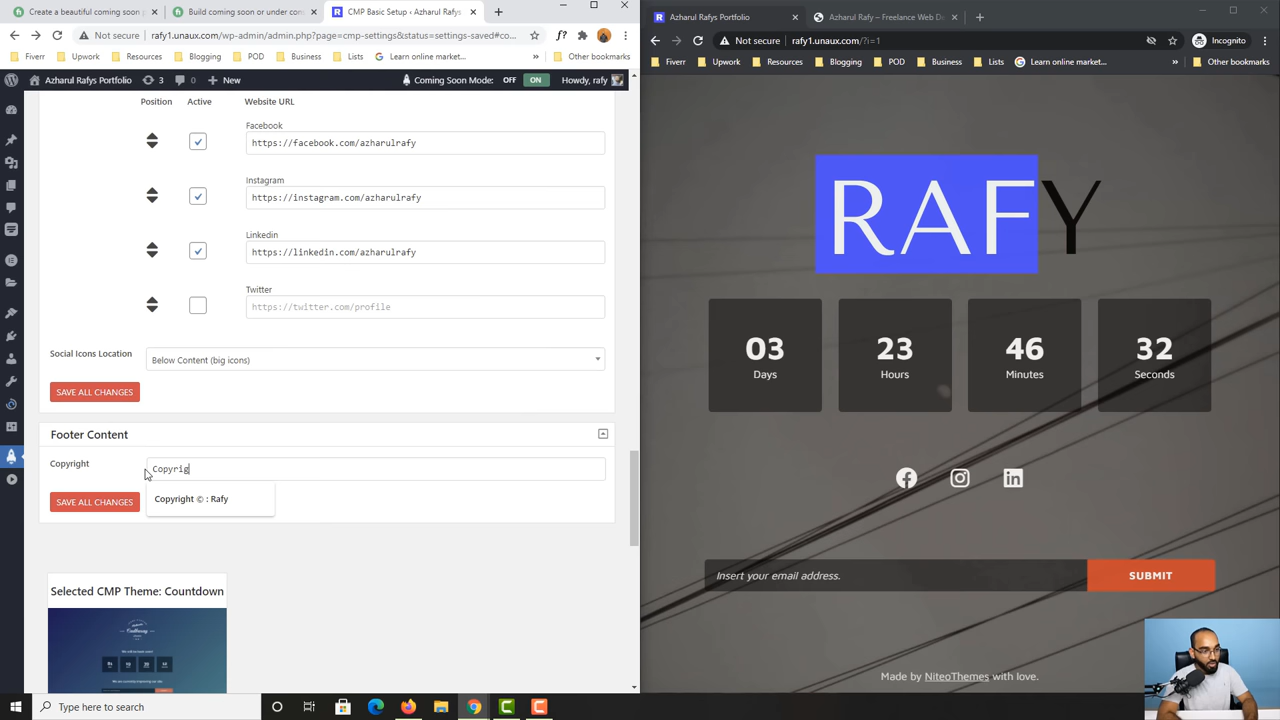 Create a beautiful coming soon p
Build coming soon or under con
CMP Basic Setup ‹ Azharul Rafys
Not secure
rafy1.unaux.com/wp-admin/admin.php?page=cmp-settings&status=settings-saved#co...
Fiverr
Upwork
Resources
Blogging
POD
Business
Lists
Learn online market...
Other bookmarks
Azharul Rafys Portfolio
3
0
New
Coming Soon Mode:
OFF
ON
Howdy, rafy
Position
Active
Website URL
Facebook
https://facebook.com/azharulrafy
Instagram
https://instagram.com/azharulrafy
Linkedin
https://linkedin.com/azharulrafy
Twitter
https://twitter.com/profile
Social Icons Location
Below Content (big icons)
SAVE ALL CHANGES
Footer Content
Copyright
Copyrig
Copyright © : Rafy
SAVE ALL CHANGES
Selected CMP Theme: Countdown
Azharul Rafys Portfolio
Azharul Rafy – Freelance Web De
Not secure
rafy1.unaux.com/?i=1
Incognito
Fiverr
Upwork
Resources
Blogging
POD
Business
Lists
Learn online market...
Other bookmarks
RAFY
03
Days
23
Hours
46
Minutes
32
Seconds
Insert your email address.
SUBMIT
Made by NiteoThemes with love.
Type here to search